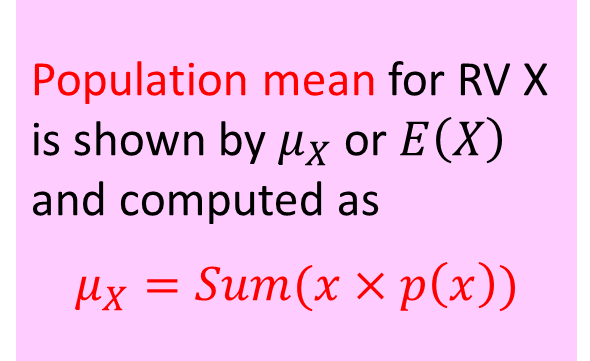 Population mean for RV X
is shown by μ_X or E(X)
and computed as
μ_X = Sum(x × p(x))